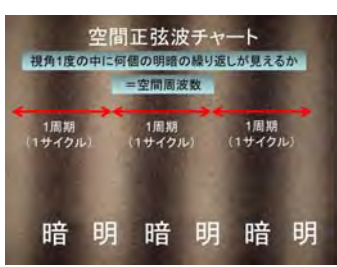 空間正弦波チャート
視角1度の中に何個の明暗の繰り返しが見えるか
＝空間周波数
1周期 1周期 1周期
(1サイクル) (1サイクル) (1サイクル)
暗 明 暗 明 暗 明